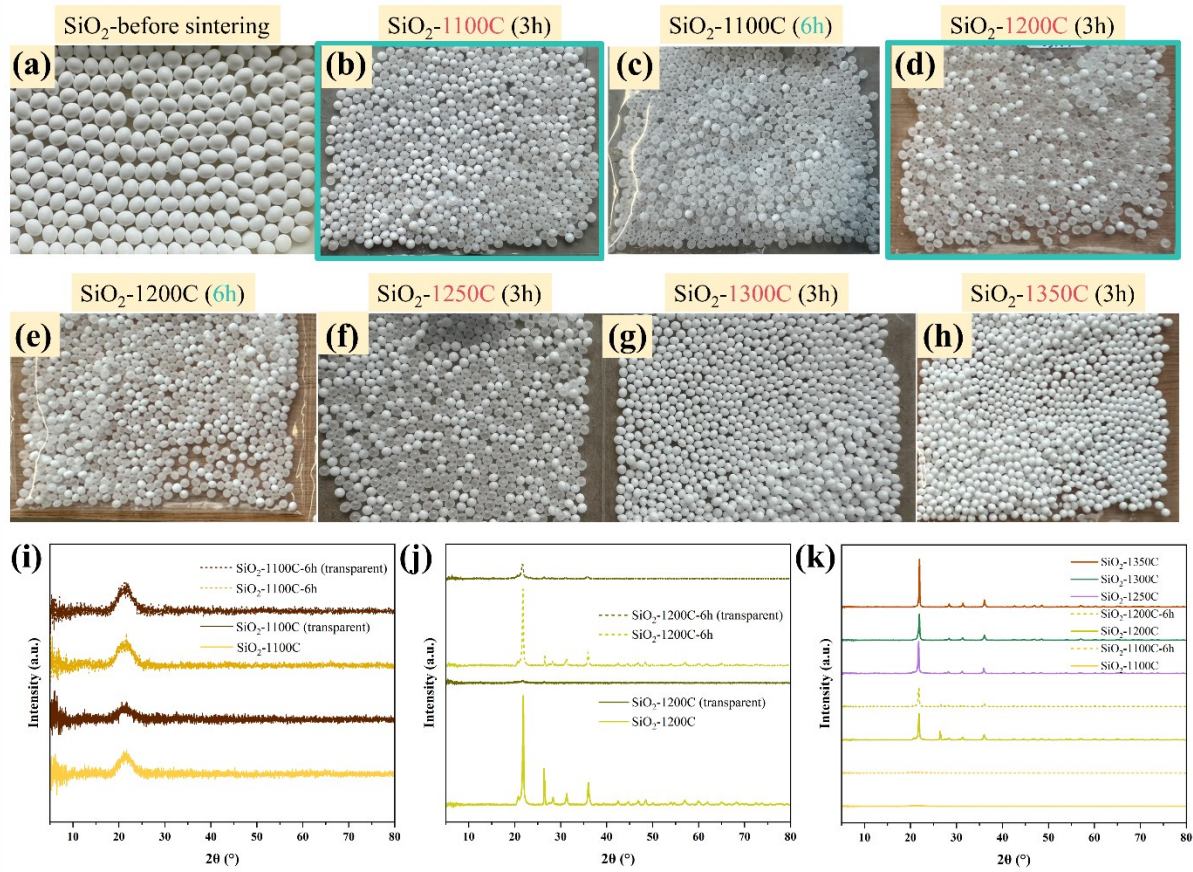 SiO₂-before sintering
SiO₂-1100C (3h)
SiO₂-1100C (6h)
SiO₂-1200C (3h)
(a)
(b)
(c)
(d)
SiO₂-1200C (6h)
SiO₂-1250C (3h)
SiO₂-1300C (3h)
SiO₂-1350C (3h)
(e)
(f)
(g)
(h)
(i)
SiO₂-1100C-6h (transparent)
SiO₂-1100C-6h
SiO₂-1100C (transparent)
SiO₂-1100C
Intensity (a.u.)
10 20 30 40 50 60 70 80
2θ (°)
(j)
SiO₂-1200C-6h (transparent)
SiO₂-1200C-6h
SiO₂-1200C (transparent)
SiO₂-1200C
Intensity (a.u.)
10 20 30 40 50 60 70 80
2θ (°)
(k)
SiO₂-1350C
SiO₂-1300C
SiO₂-1250C
SiO₂-1200C-6h
SiO₂-1200C
SiO₂-1100C-6h
SiO₂-1100C
Intensity (a.u.)
10 20 30 40 50 60 70 80
2θ (°)